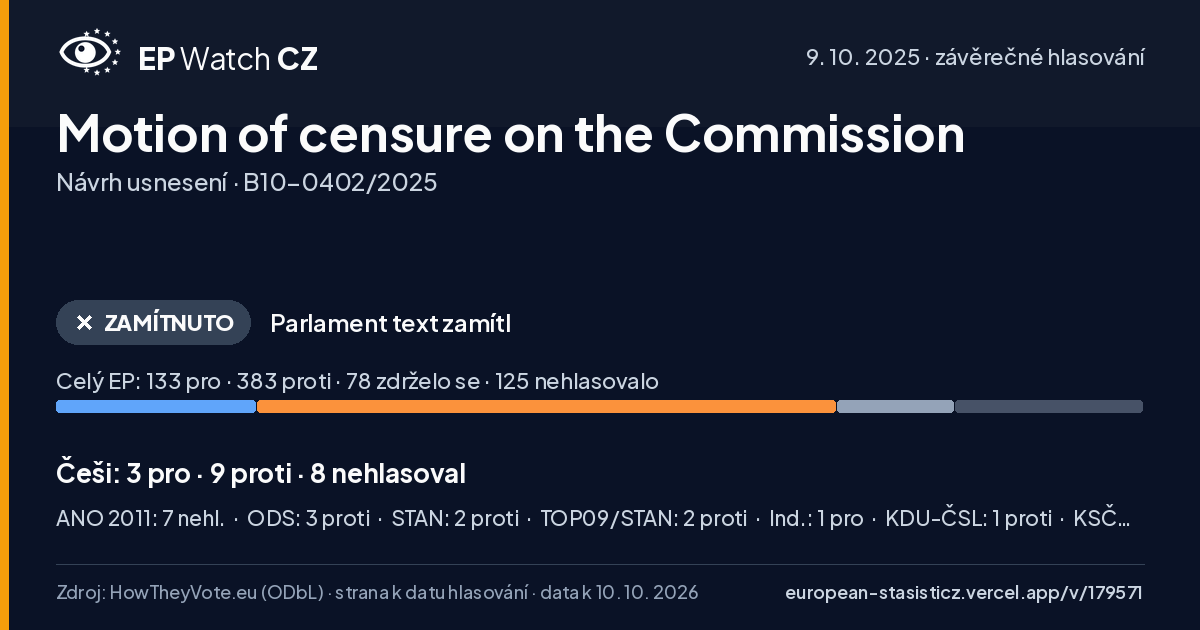 EP Watch CZ
9. 10. 2025 · závěrečné hlasování
Motion of censure on the Commission
Návrh usnesení · B10-0402/2025
✕ ZAMÍTNUTO
Parlament text zamítl
Celý EP: 133 pro · 383 proti · 78 zdrželo se · 125 nehlasovalo
Češi: 3 pro · 9 proti · 8 nehlasoval
ANO 2011: 7 nehl. · ODS: 3 proti · STAN: 2 proti · TOP09/STAN: 2 proti · Ind.: 1 pro · KDU-ČSL: 1 proti · KSČ…
Zdroj: HowTheyVote.eu (ODbL) · strana k datu hlasování · data k 10. 10. 2026
european-stasisticz.vercel.app/v/179571